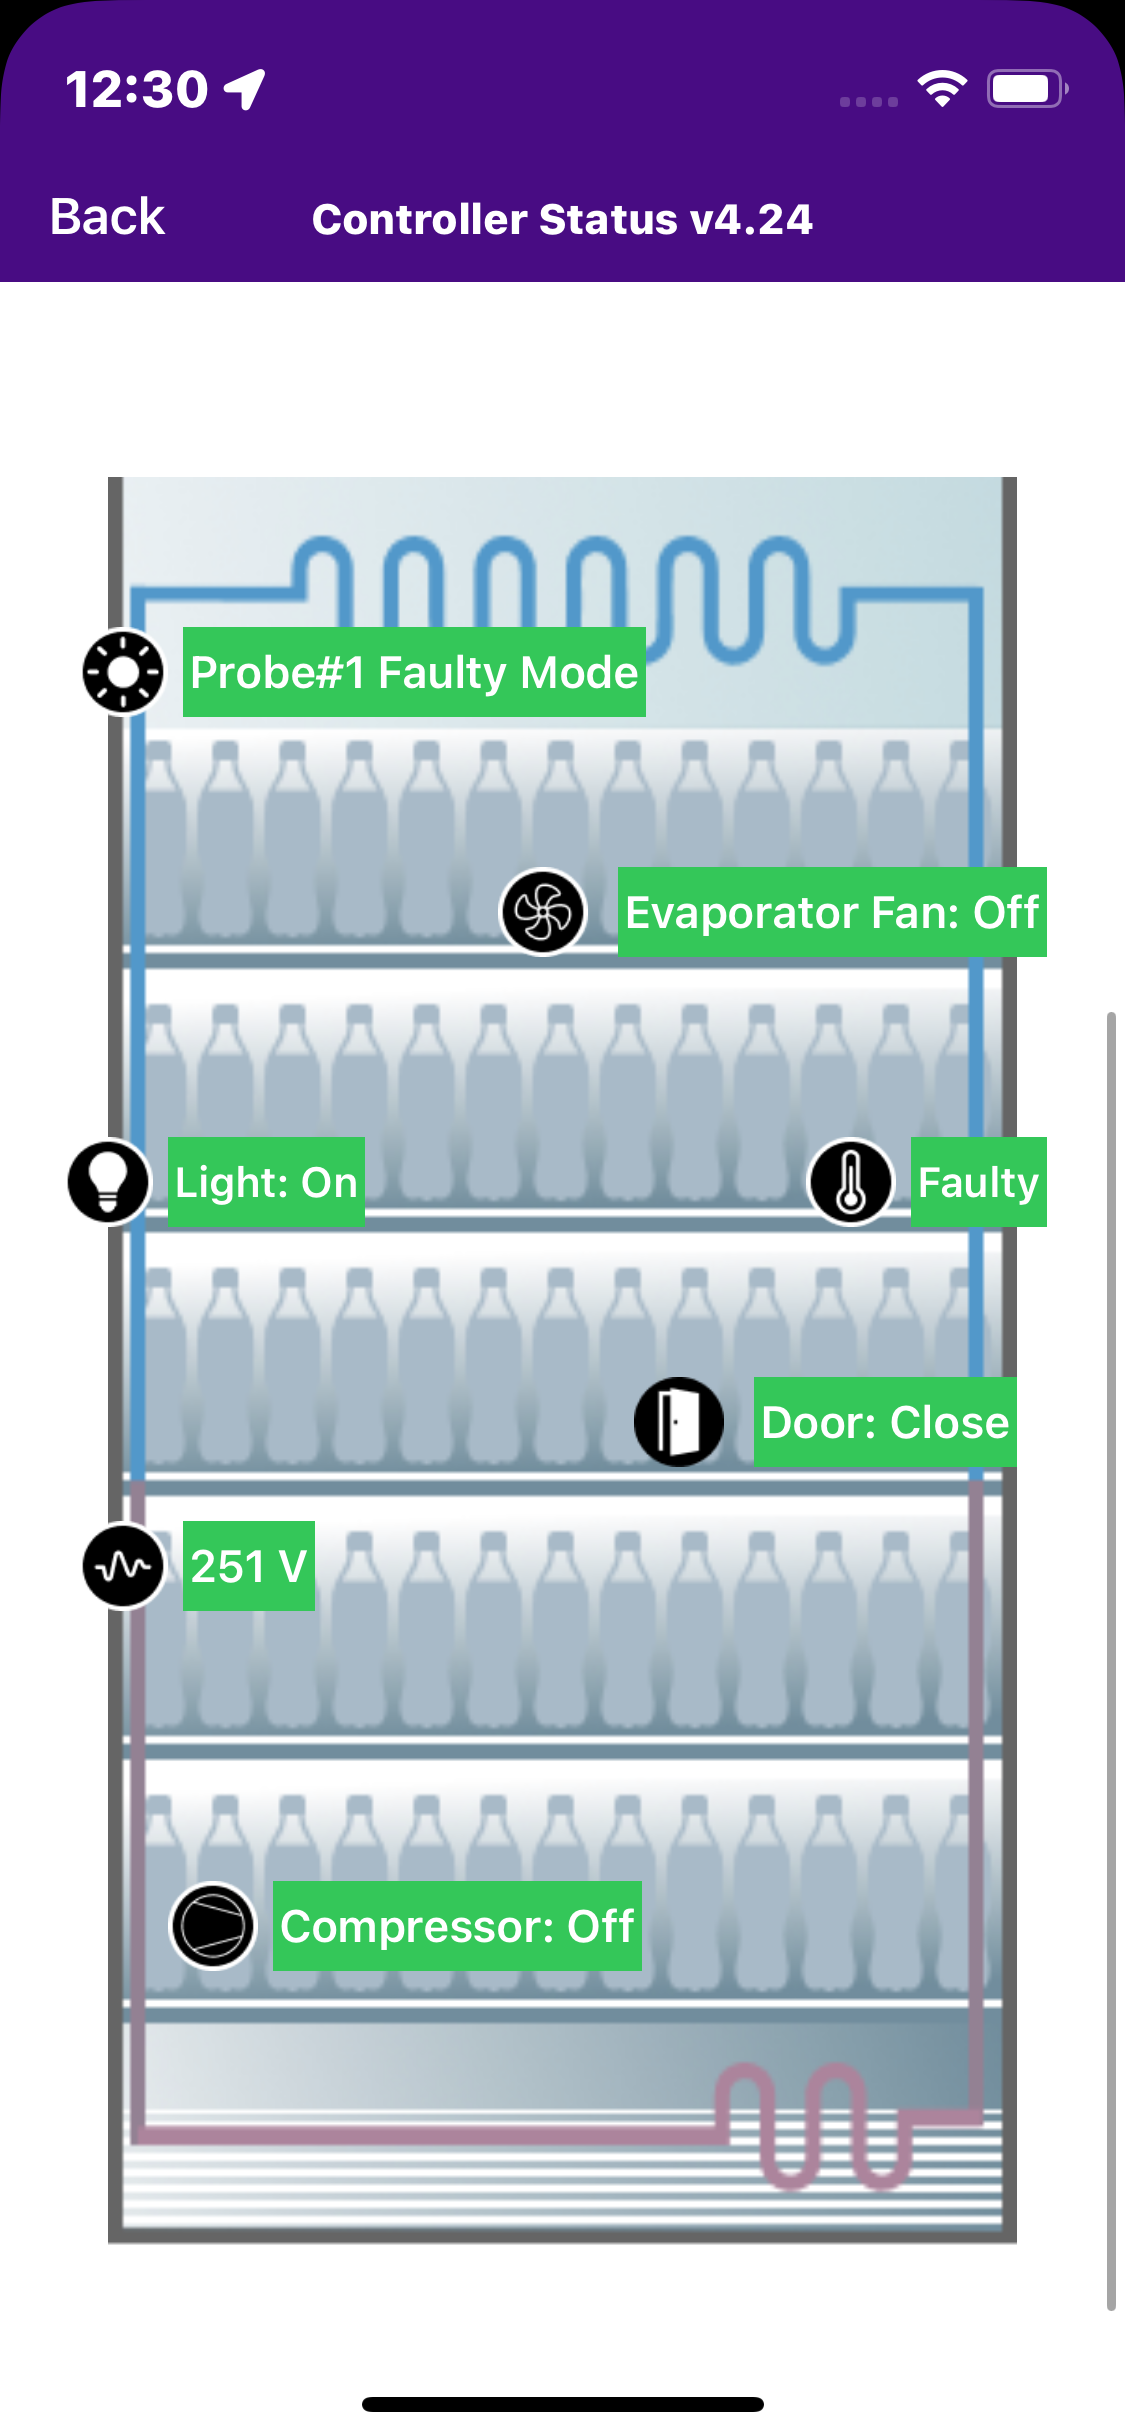 12:30
Back
Controller Status v4.24
Probe#1 Faulty Mode
Evaporator Fan: Off
Light: On
Faulty
Door: Close
251 V
Compressor: Off